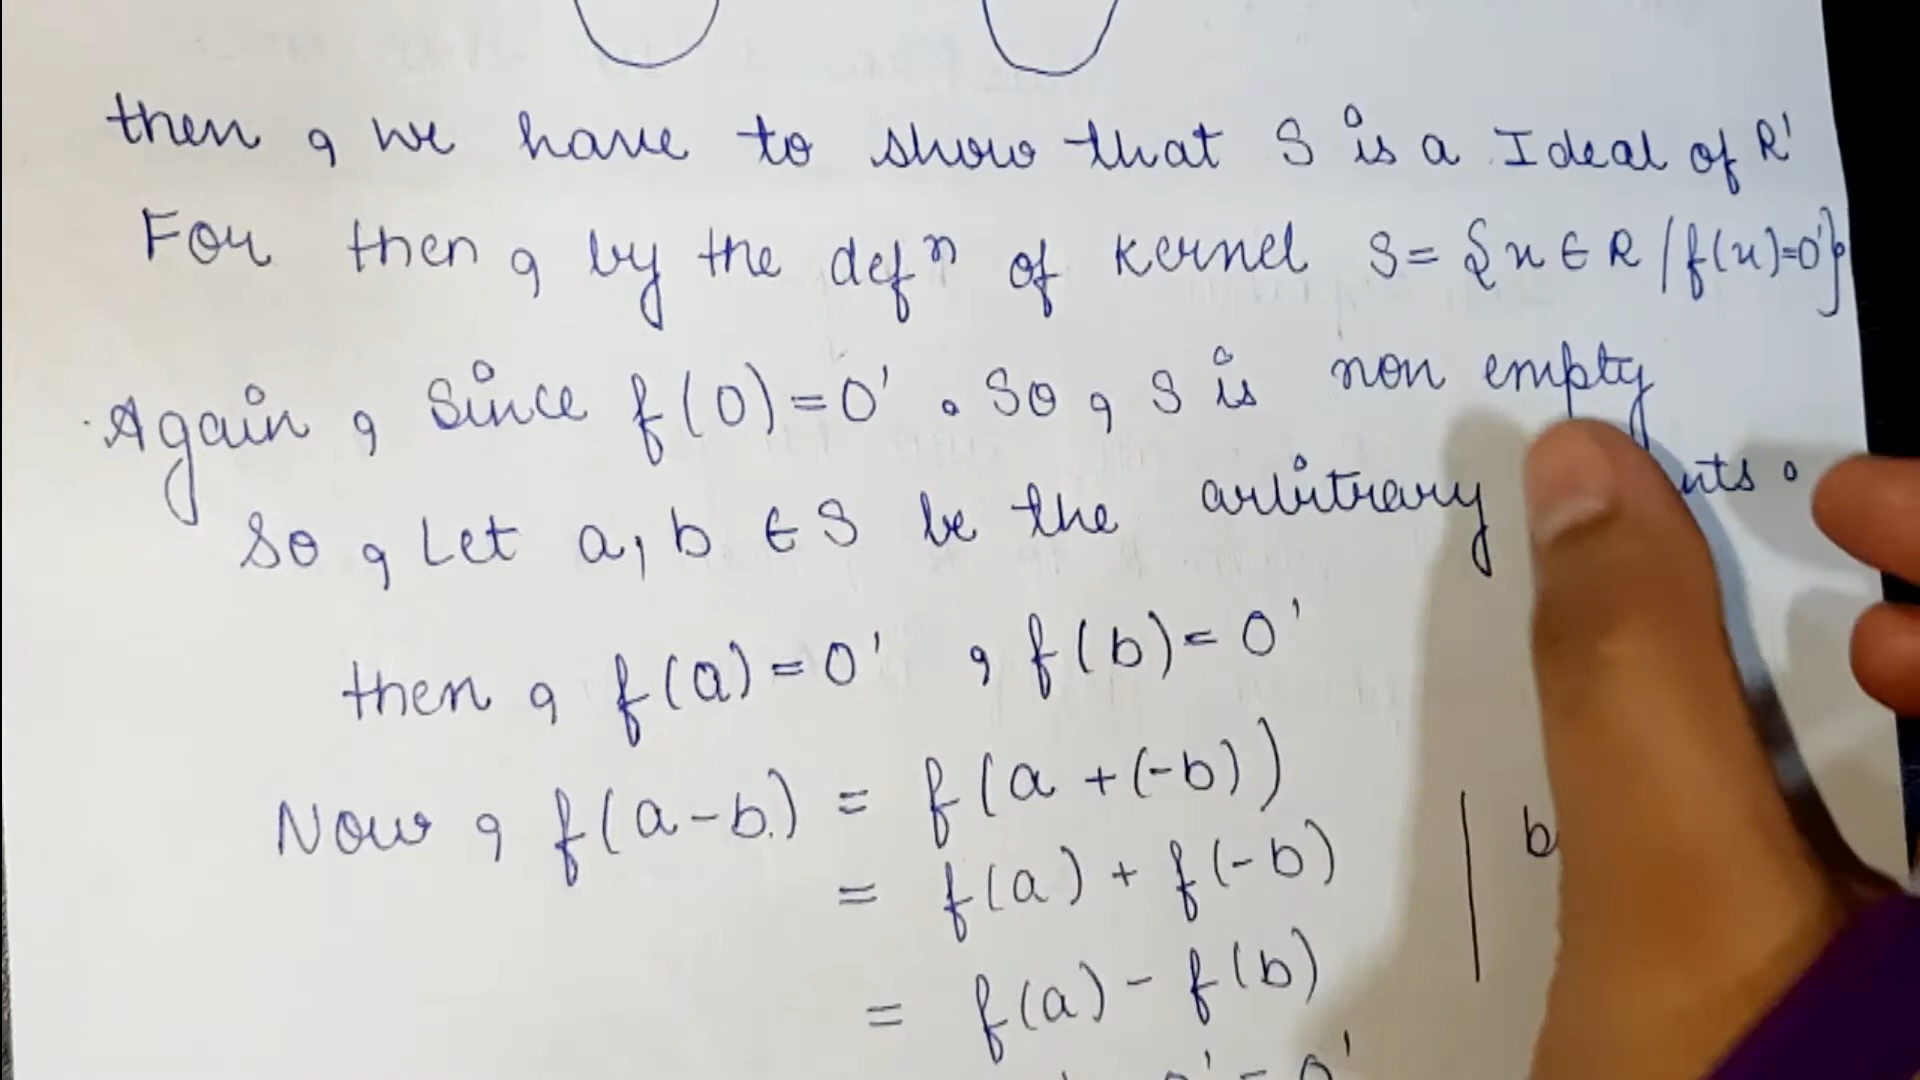 then , we have to show that S is a Ideal of R'
For then , by the defⁿ of kernel S = {x ∈ R / f(x)=0'}
Again , Since f(0)=0' . So , S is non empty
So , Let a, b ∈ S be the arbitrary
then , f(a)=0' , f(b)=0'
Now , f(a-b) = f(a+(-b))
= f(a) + f(-b)
= f(a) - f(b)